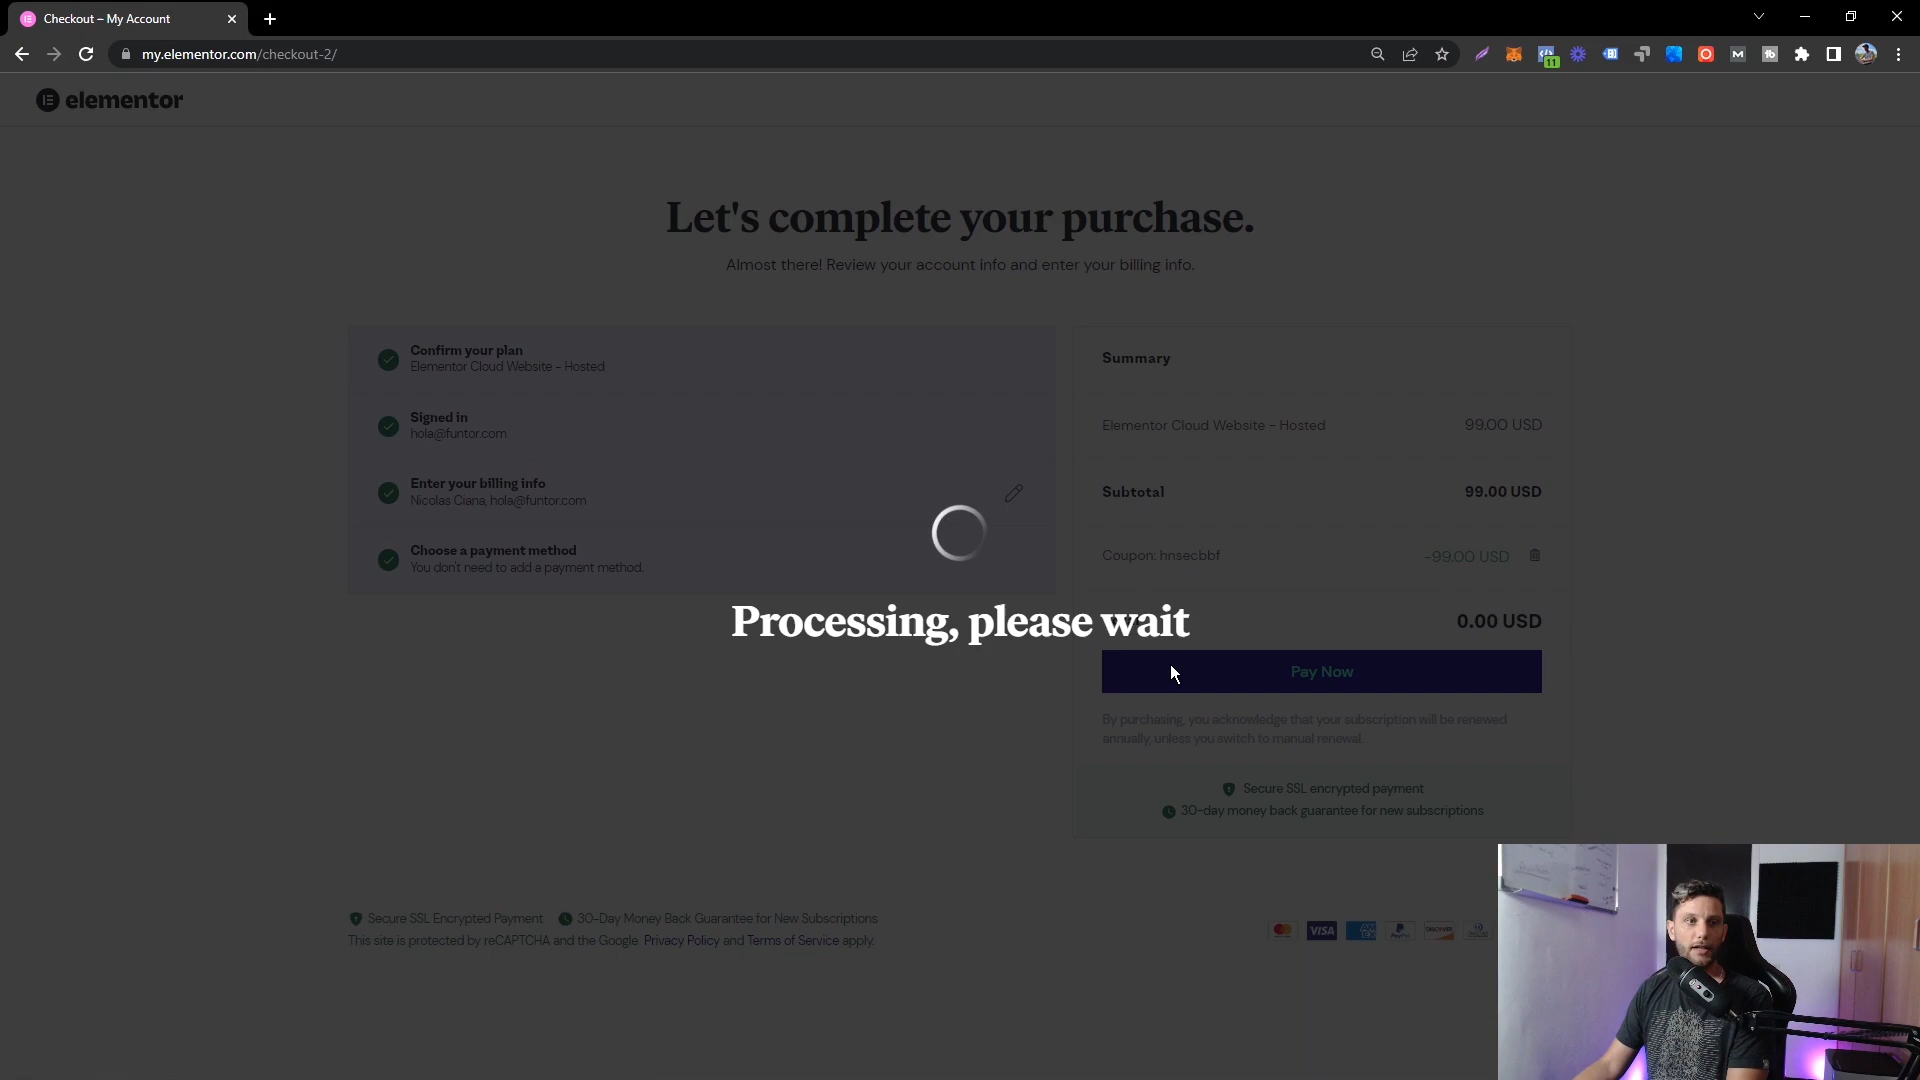 Checkout – My Account
my.elementor.com/checkout-2/
11
elementor
Let's complete your purchase.
Almost there! Review your account info and enter your billing info.
Confirm your plan
Elementor Cloud Website - Hosted
Signed in
hola@funtor.com
Enter your billing info
Nicolas Ciana, hola@funtor.com
Choose a payment method
You don't need to add a payment method.
Summary
Elementor Cloud Website - Hosted 99.00 USD
Subtotal 99.00 USD
Coupon: hnsecbbf -99.00 USD
0.00 USD
Processing, please wait
Pay Now
By purchasing, you acknowledge that your subscription will be renewed
annually, unless you switch to manual renewal.
Secure SSL encrypted payment
30-day money back guarantee for new subscriptions
Secure SSL Encrypted Payment 30-Day Money Back Guarantee for New Subscriptions
This site is protected by reCAPTCHA and the Google. Privacy Policy and Terms of Service apply.
VISA
AM EX
PayPal
DISCOVER